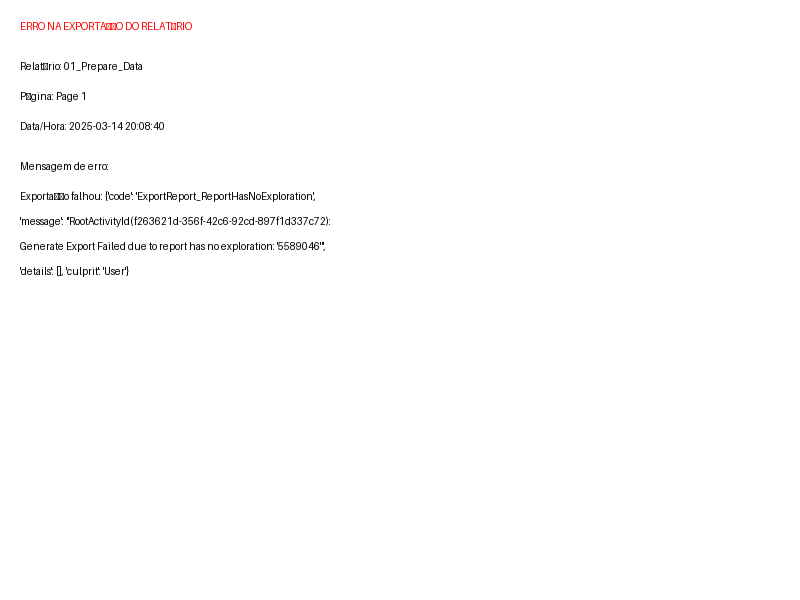 ERRO NA EXPORTA□□O DO RELAT□RIO
Relat□rio: 01_Prepare_Data
P□gina: Page 1
Data/Hora: 2025-03-14 20:08:40
Mensagem de erro:
Exporta□□o falhou: {'code': 'ExportReport_ReportHasNoExploration',
'message': "RootActivityId(f263621d-356f-42c6-92cd-897f1d337c72):
Generate Export Failed due to report has no exploration: '5589046'",
'details': [], 'culprit': 'User'}